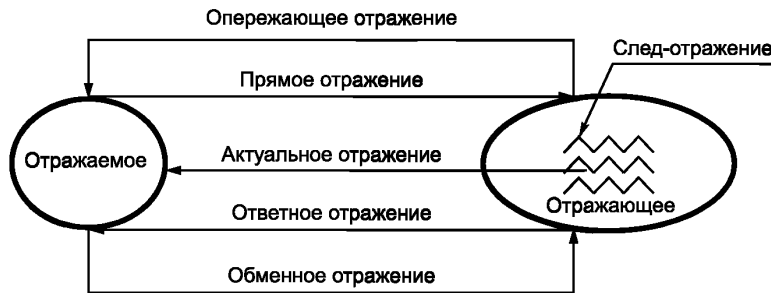 Опережающее отражение
След-отражение
Прямое отражение
Отражаемое
Актуальное отражение
Отражающее
Ответное отражение
Обменное отражение